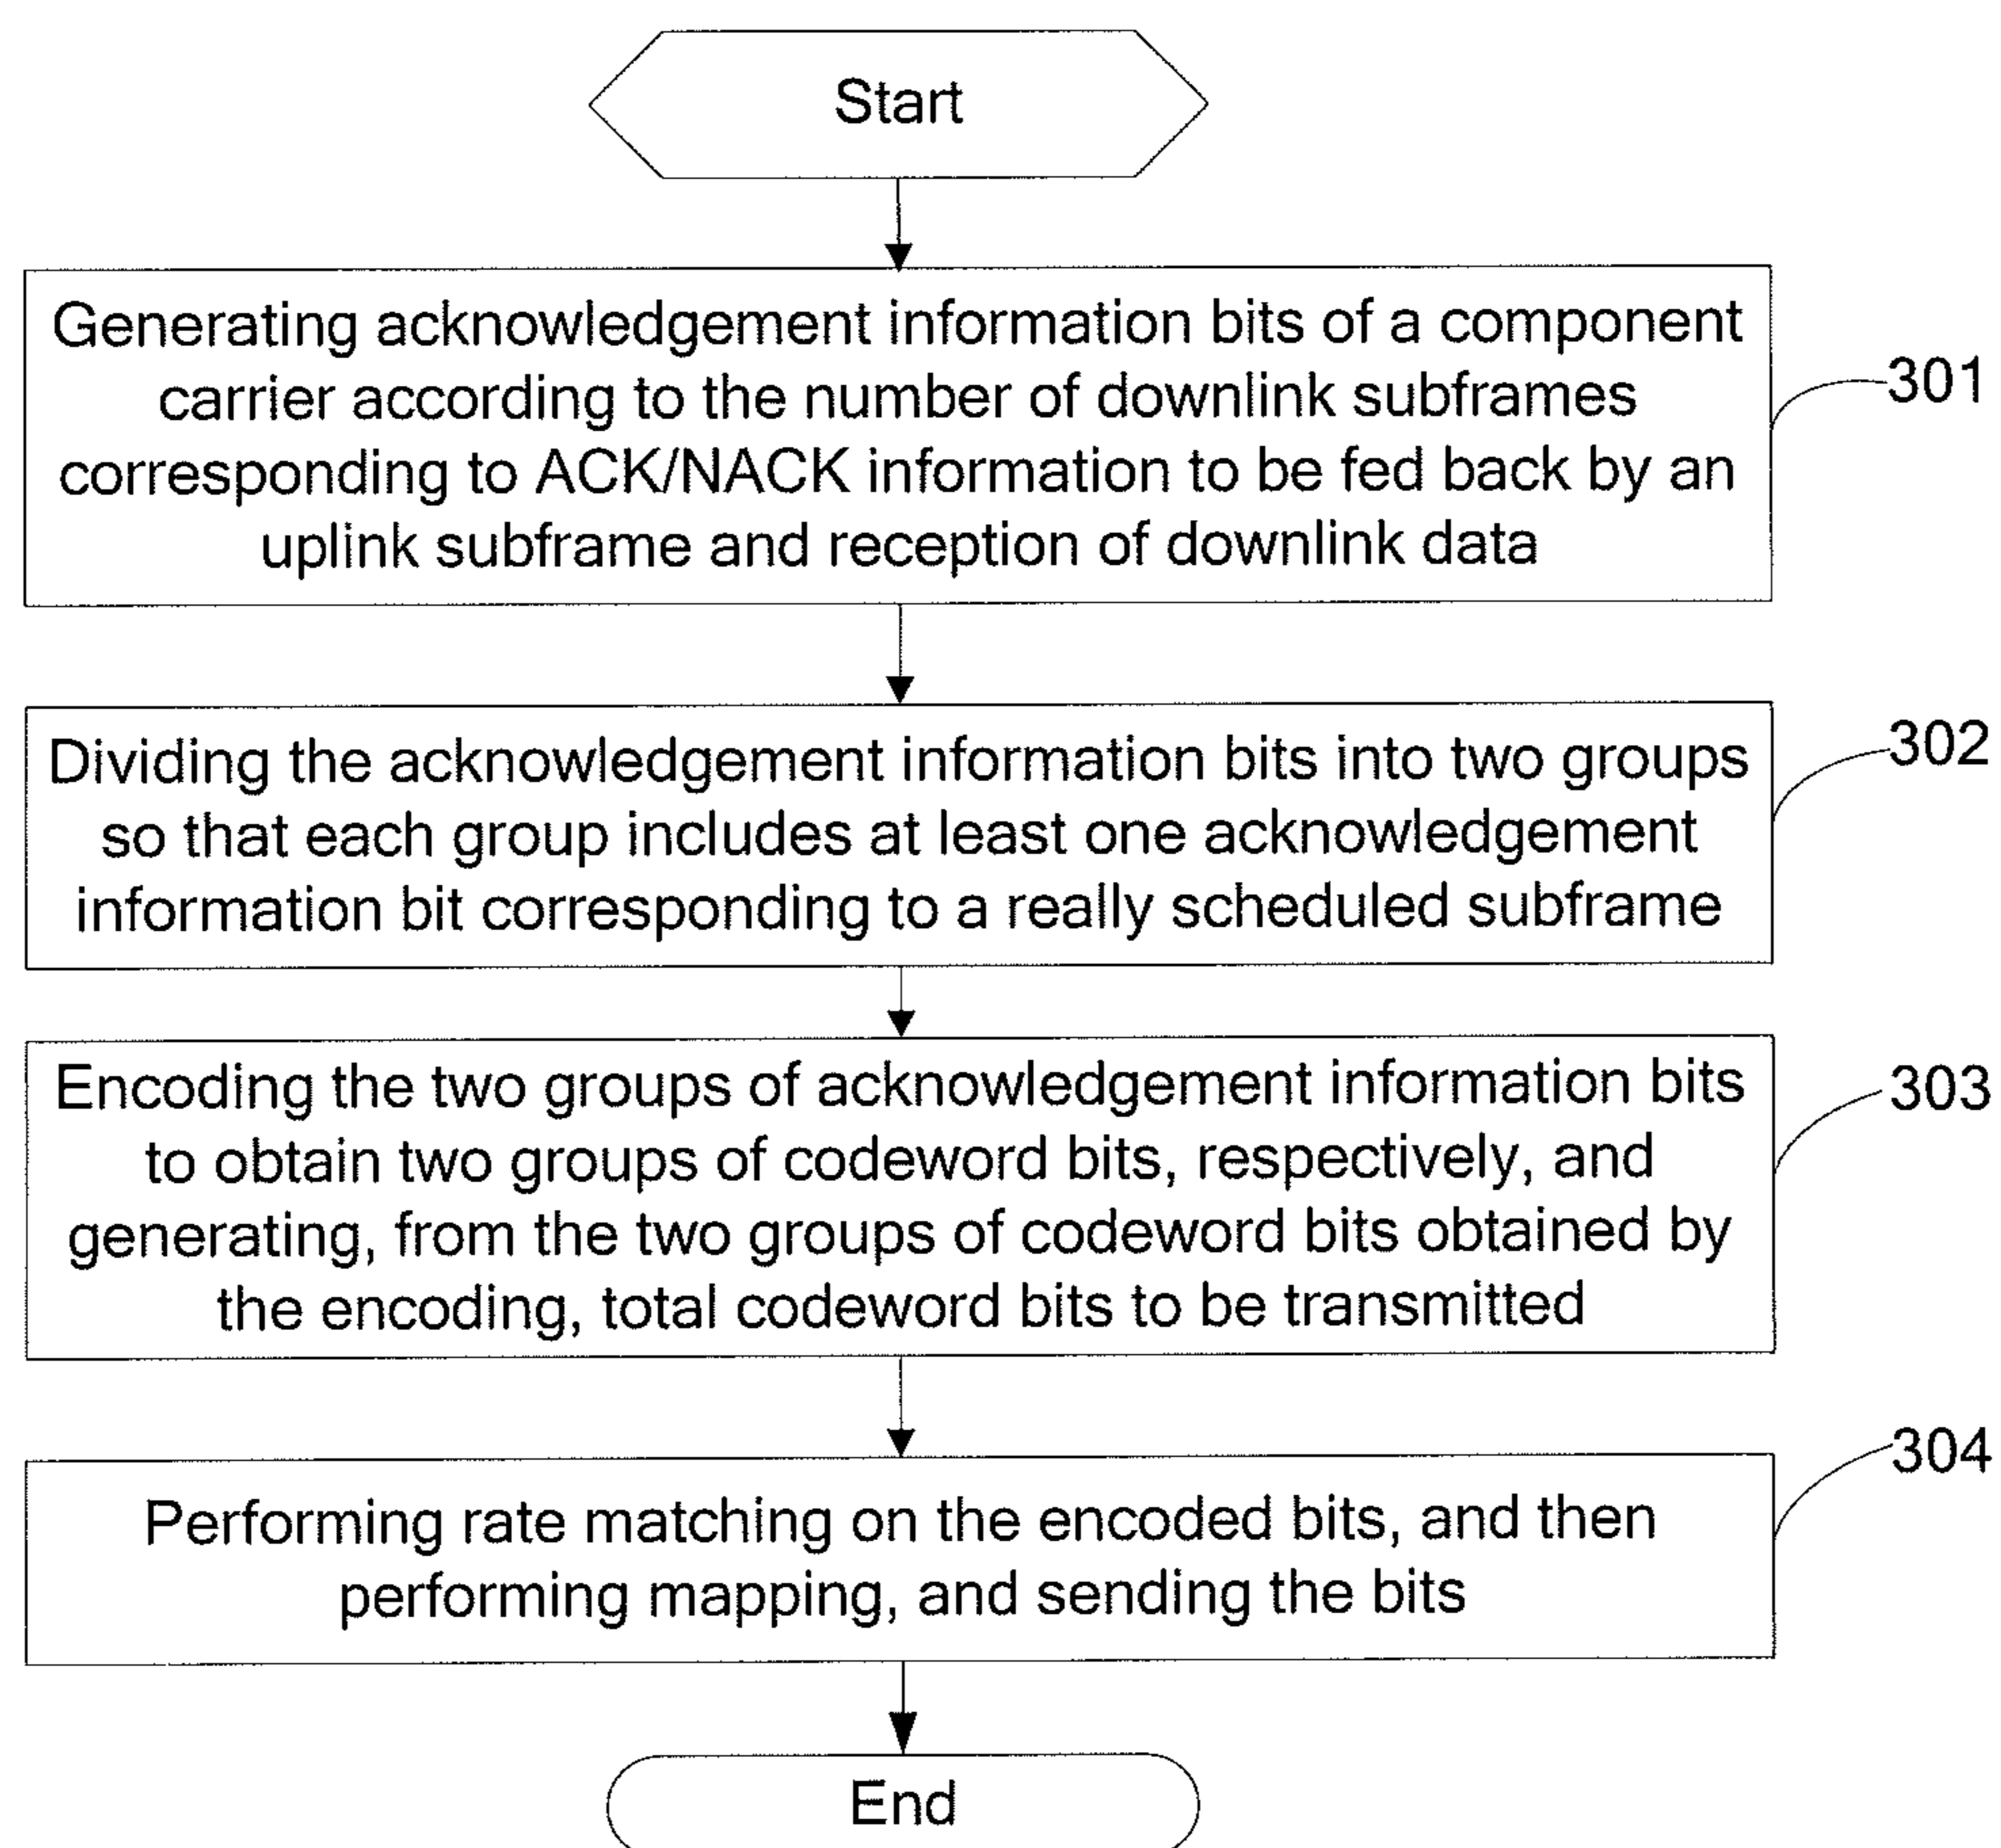 Start
Generating acknowledgement information bits of a component
carrier according to the number of downlink subframes
corresponding to ACK/NACK information to be fed back by an
uplink subframe and reception of downlink data
301
Dividing the acknowledgement information bits into two groups
so that each group includes at least one acknowledgement
information bit corresponding to a really scheduled subframe
302
Encoding the two groups of acknowledgement information bits
to obtain two groups of codeword bits, respectively, and
generating, from the two groups of codeword bits obtained by
the encoding, total codeword bits to be transmitted
303
Performing rate matching on the encoded bits, and then
performing mapping, and sending the bits
304
End